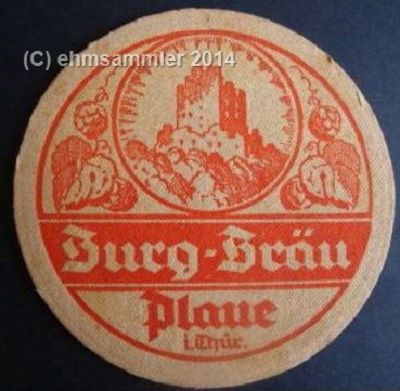 (C) ehmsammler 2014
Burg-Bräu
Plaue
i.Thür.